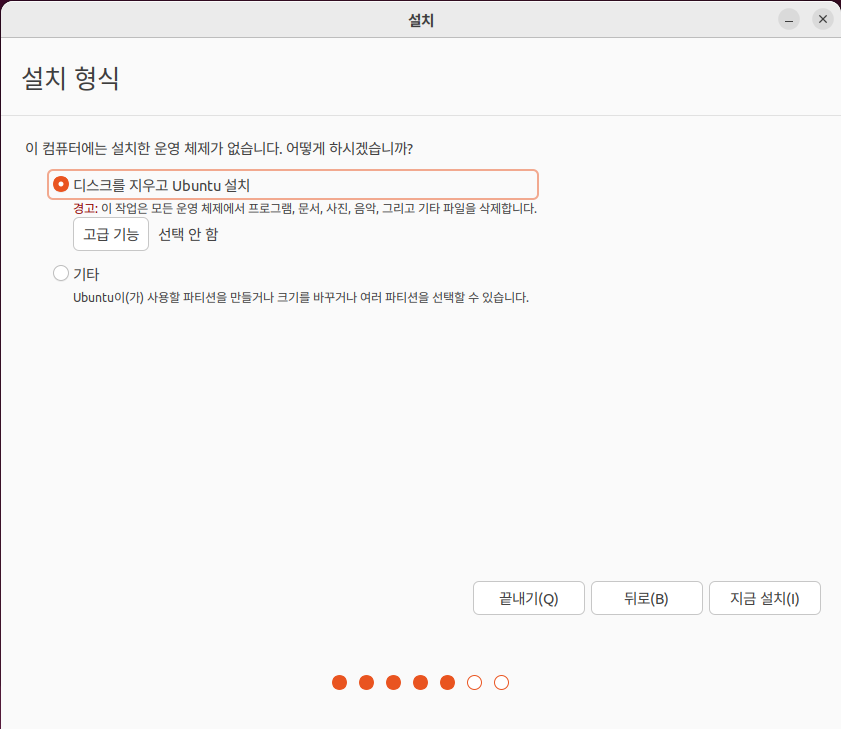 설치
설치 형식
이 컴퓨터에는 설치한 운영 체제가 없습니다. 어떻게 하시겠습니까?
디스크를 지우고 Ubuntu 설치
경고: 이 작업은 모든 운영 체제에서 프로그램, 문서, 사진, 음악, 그리고 기타 파일을 삭제합니다.
고급 기능 선택 안 함
기타
Ubuntu이(가) 사용할 파티션을 만들거나 크기를 바꾸거나 여러 파티션을 선택할 수 있습니다.
끝내기(Q) 뒤로(B) 지금 설치(I)